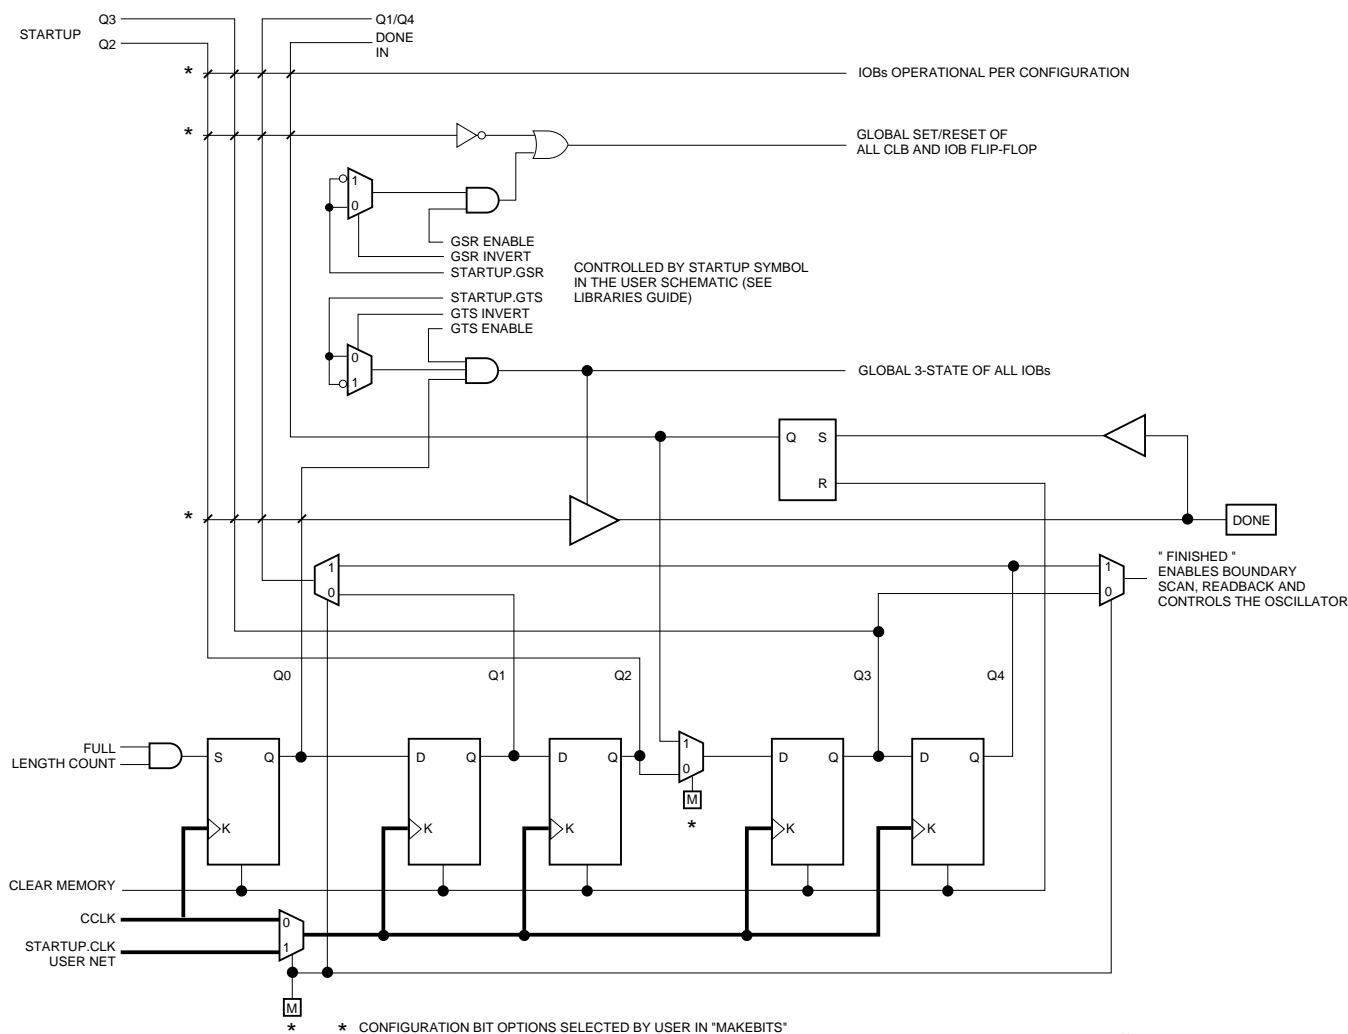 Q3
Q1/Q4
STARTUP
Q2
DONE
IN
*
IOBs OPERATIONAL PER CONFIGURATION
*
GLOBAL SET/RESET OF
ALL CLB AND IOB FLIP-FLOP
1
0
GSR ENABLE
GSR INVERT
STARTUP.GSR
CONTROLLED BY STARTUP SYMBOL
IN THE USER SCHEMATIC (SEE
LIBRARIES GUIDE)
STARTUP.GTS
GTS INVERT
GTS ENABLE
0
1
GLOBAL 3-STATE OF ALL IOBs
Q S
R
*
DONE
1
0
1
0
" FINISHED "
ENABLES BOUNDARY
SCAN, READBACK AND
CONTROLS THE OSCILLATOR
Q0
Q1
Q2
Q3
Q4
FULL
LENGTH COUNT
S Q
K
D Q
K
D Q
K
1
0
M
*
D Q
K
D Q
K
CLEAR MEMORY
CCLK
STARTUP.CLK
USER NET
0
1
M
*
* CONFIGURATION BIT OPTIONS SELECTED BY USER IN "MAKEBITS"